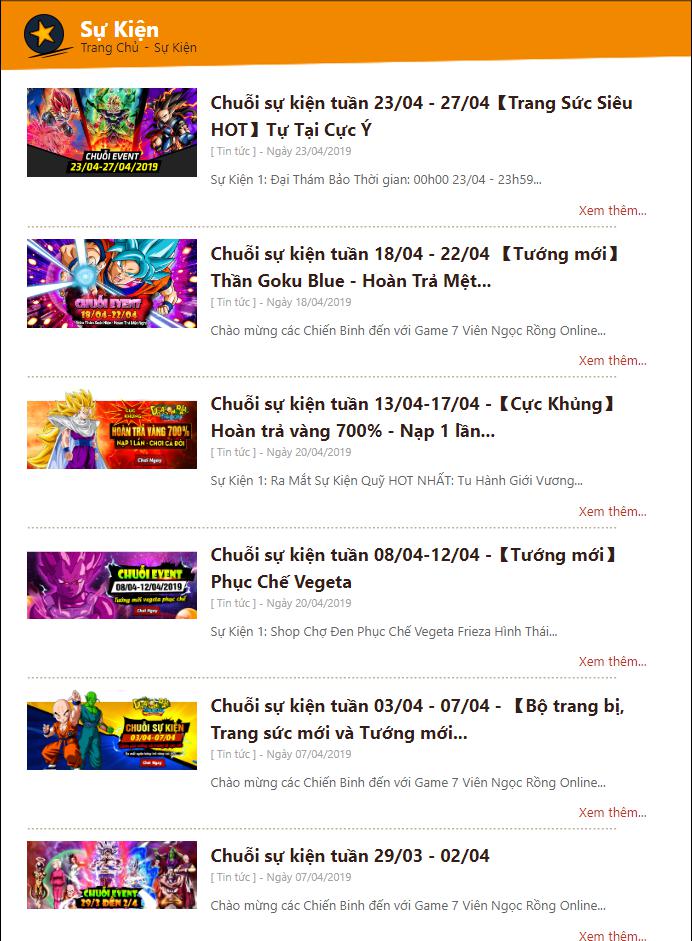 Sự Kiện
Trang Chủ - Sự Kiện
CHUỖI EVENT
23/04-27/04/2019
Chuỗi sự kiện tuần 23/04 - 27/04【Trang Sức Siêu
HOT】Tự Tại Cực Ý
[ Tin tức ] - Ngày 23/04/2019
Sự Kiện 1: Đại Thám Bảo Thời gian: 00h00 23/04 - 23h59...
Xem thêm...
CHUỖI EVENT
18/04-22/04
Chuỗi sự kiện tuần 18/04 - 22/04 【Tướng mới】
Thần Goku Blue - Hoàn Trả Mệt...
[ Tin tức ] - Ngày 18/04/2019
Chào mừng các Chiến Binh đến với Game 7 Viên Ngọc Rồng Online...
Xem thêm...
CỰC
KHỦNG
HOÀN TRẢ VÀNG 700%
NẠP 1 LẦN - CHƠI CẢ ĐỜI
Chơi Ngay
Chuỗi sự kiện tuần 13/04-17/04 -【Cực Khủng】
Hoàn trả vàng 700% - Nạp 1 lần...
[ Tin tức ] - Ngày 20/04/2019
Sự Kiện 1: Ra Mắt Sự Kiện Quỹ HOT NHẤT: Tu Hành Giới Vương...
Xem thêm...
CHUỖI EVENT
08/04-12/04/2019
Tướng mới vegeta phục chế
Chơi Ngay
Chuỗi sự kiện tuần 08/04-12/04 -【Tướng mới】
Phục Chế Vegeta
[ Tin tức ] - Ngày 20/04/2019
Sự Kiện 1: Shop Chợ Đen Phục Chế Vegeta Frieza Hình Thái...
Xem thêm...
CHUỖI SỰ KIỆN
03/04-07/04
Chơi Ngay
Chuỗi sự kiện tuần 03/04 - 07/04 - 【Bộ trang bị,
Trang sức mới và Tướng mới...
[ Tin tức ] - Ngày 07/04/2019
Chào mừng các Chiến Binh đến với Game 7 Viên Ngọc Rồng Online...
Xem thêm...
CHUỖI EVENT
29/3 ĐẾN 2/4
Chuỗi sự kiện tuần 29/03 - 02/04
[ Tin tức ] - Ngày 07/04/2019
Chào mừng các Chiến Binh đến với Game 7 Viên Ngọc Rồng Online...
Xem thêm...